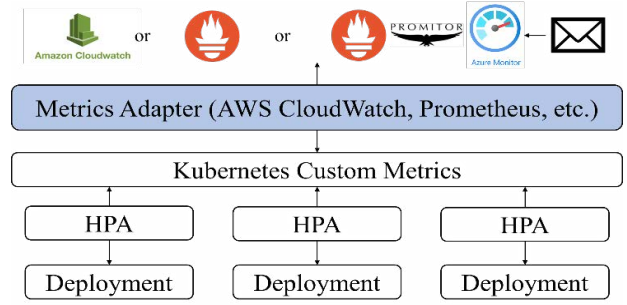 Amazon Cloudwatch
or
or
PROMITOR
Azure Monitor
Metrics Adapter (AWS CloudWatch, Prometheus, etc.)
Kubernetes Custom Metrics
HPA HPA HPA
Deployment Deployment Deployment